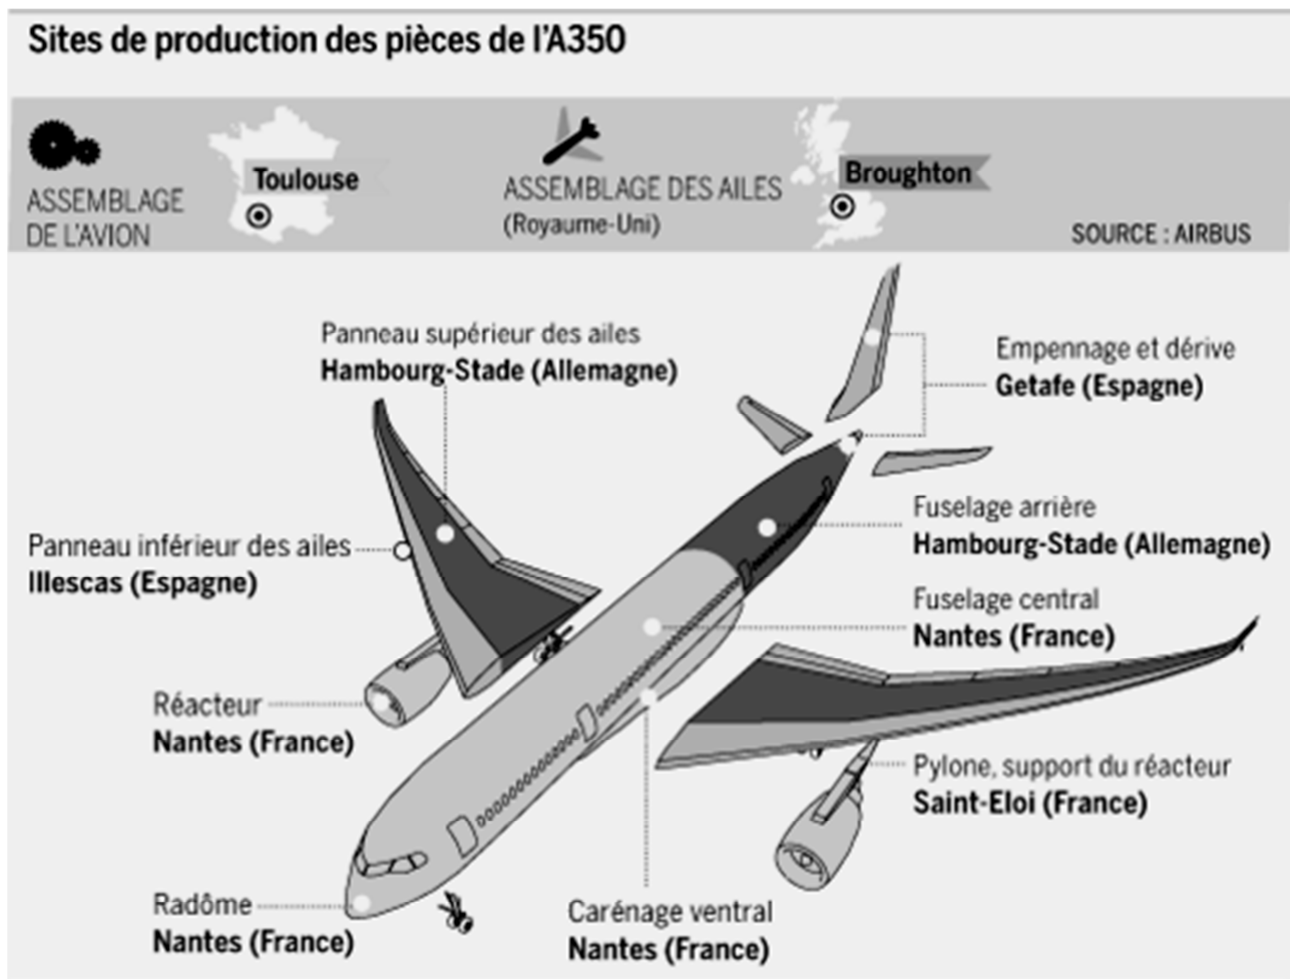 Sites de production des pièces de l'A350
ASSEMBLAGE
DE L'AVION
Toulouse
ASSEMBLAGE DES AILES
(Royaume-Uni)
Broughton
SOURCE : AIRBUS
Panneau supérieur des ailes
Hambourg-Stade (Allemagne)
Empennage et dérive
Getafe (Espagne)
Panneau inférieur des ailes
Illescas (Espagne)
Fuselage arrière
Hambourg-Stade (Allemagne)
Fuselage central
Nantes (France)
Réacteur
Nantes (France)
Pylone, support du réacteur
Saint-Eloi (France)
Radôme
Nantes (France)
Carénage ventral
Nantes (France)